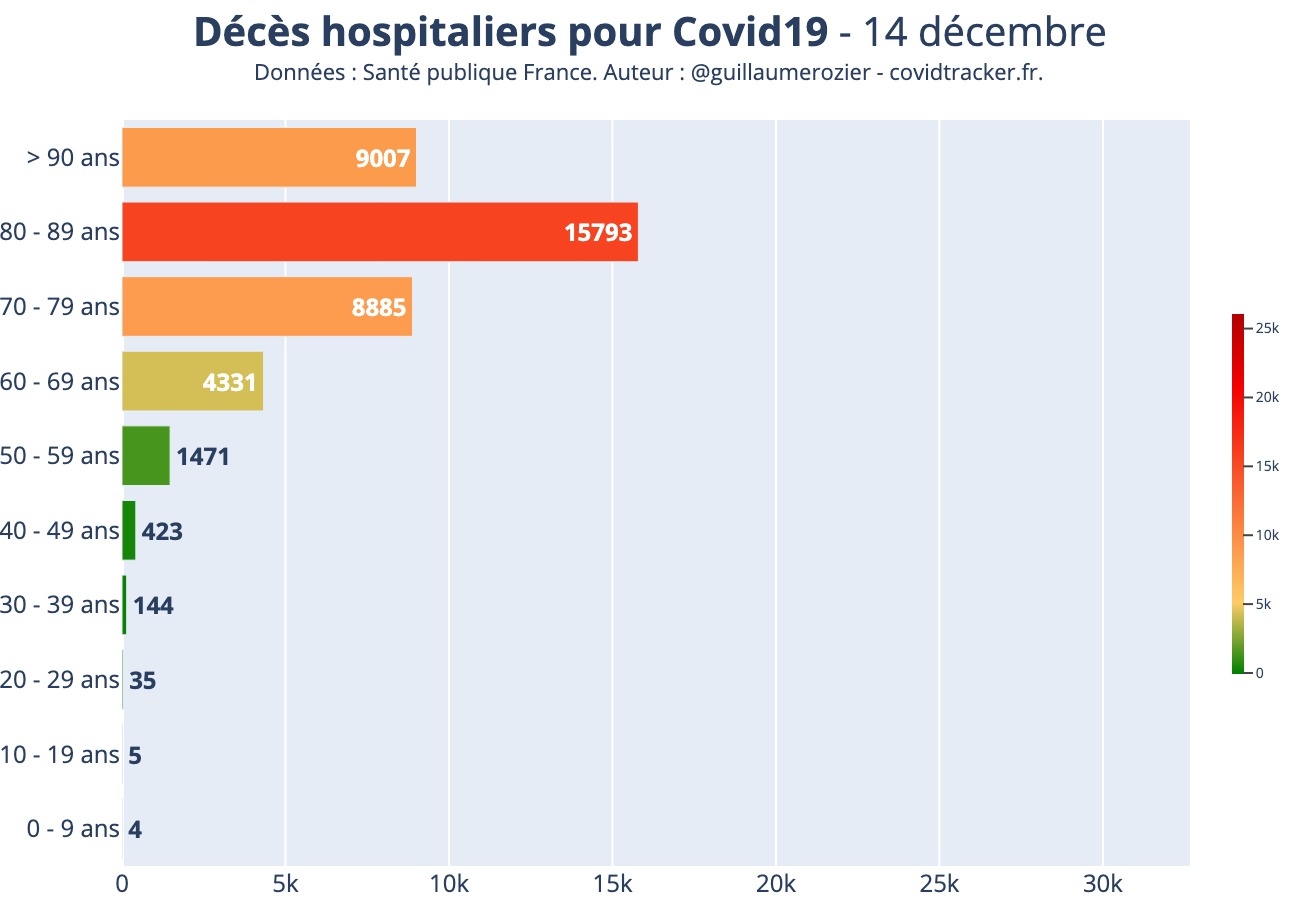 Décès hospitaliers pour Covid19 - 14 décembre
Données : Santé publique France. Auteur : @guillaumerozier - covidtracker.fr.
> 90 ans 9007
80 - 89 ans 15793
70 - 79 ans 8885
60 - 69 ans 4331
50 - 59 ans 1471
40 - 49 ans 423
30 - 39 ans 144
20 - 29 ans 35
10 - 19 ans 5
0 - 9 ans 4
0 5k 10k 15k 20k 25k 30k
25k
20k
15k
10k
5k
0